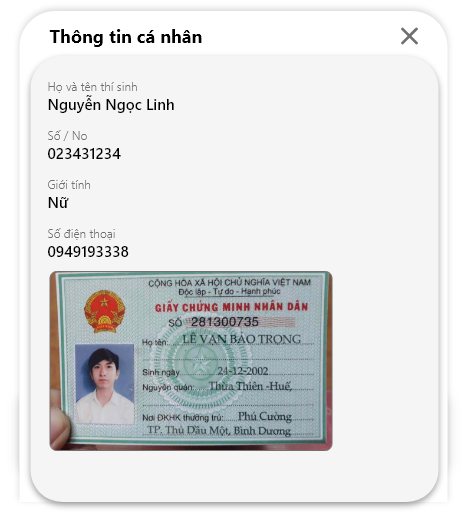 Thông tin cá nhân
Họ và tên thí sinh
Nguyễn Ngọc Linh
Số / No
023431234
Giới tính
Nữ
Số điện thoại
0949193338
CỘNG HÒA XÃ HỘI CHỦ NGHĨA VIỆT NAM
Độc lập - Tự do - Hạnh phúc
GIẤY CHỨNG MINH NHÂN DÂN
SỐ 281300735
Họ tên: LÊ VĂN BẢO TRỌNG
Sinh ngày 24-12-2002
Nguyên quán: Thừa Thiên -Huế,
Nơi ĐKHK thường trú: Phú Cường
TP. Thủ Dầu Một, Bình Dương